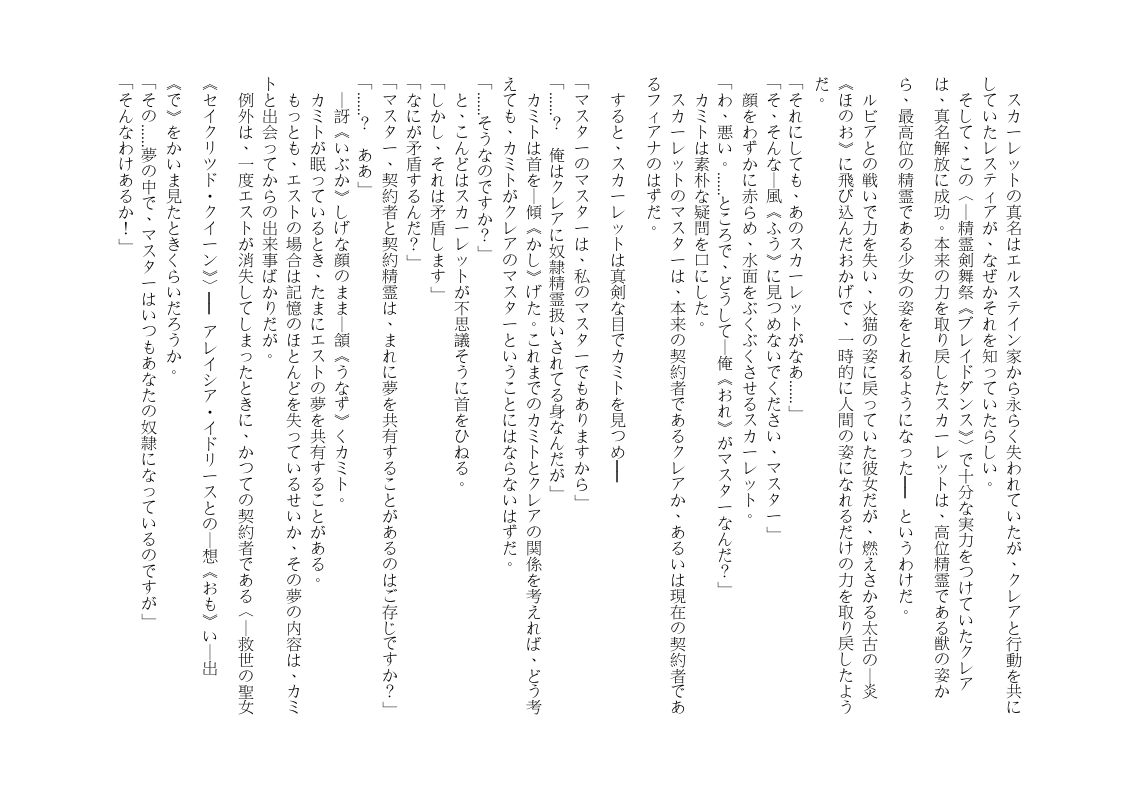 スカーレットの真名はエルステイン家から永らく失われていたが、クレアと行動を共に
していたレスティアが、なぜかそれを知っていたらしい。
　そして、この〈―精霊剣舞祭《ブレイドダンス》〉で十分な実力をつけていたクレア
は、真名解放に成功。本来の力を取り戻したスカーレットは、高位精霊である獣の姿か
ら、最高位の精霊である少女の姿をとれるようになった━━　というわけだ。
　ルビアとの戦いで力を失い、火猫の姿に戻っていた彼女だが、燃えさかる太古の―炎
《ほのお》に飛び込んだおかげで、一時的に人間の姿になれるだけの力を取り戻したよう
だ。
「それにしても、あのスカーレットがなあ……」
「そ、そんな―風《ふう》に見つめないでください、マスター」
　顔をわずかに赤らめ、水面をぶくぶくさせるスカーレット。
「わ、悪い。……ところで、どうして―俺《おれ》がマスターなんだ？」
　カミトは素朴な疑問を口にした。
　スカーレットのマスターは、本来の契約者であるクレアか、あるいは現在の契約者であ
るフィアナのはずだ。
　すると、スカーレットは真剣な目でカミトを見つめ━━
「マスターのマスターは、私のマスターでもありますから」
「……？　俺はクレアに奴隷精霊扱いされてる身なんだが」
　カミトは首を―傾《かし》げた。これまでのカミトとクレアの関係を考えれば、どう考
えても、カミトがクレアのマスターということにはならないはずだ。
「……そうなのですか？」
　と、こんどはスカーレットが不思議そうに首をひねる。
「しかし、それは矛盾します」
「なにが矛盾するんだ？」
「マスター、契約者と契約精霊は、まれに夢を共有することがあるのはご存じですか？」
「……？　ああ」
　―訝《いぶか》しげな顔のまま―頷《うなず》くカミト。
　カミトが眠っているとき、たまにエストの夢を共有することがある。
　もっとも、エストの場合は記憶のほとんどを失っているせいか、その夢の内容は、カミ
トと出会ってからの出来事ばかりだが。
　例外は、一度エストが消失してしまったときに、かつての契約者である〈―救世の聖女
《セイクリッド・クイーン》〉━━　アレイシア・イドリースとの―想《おも》い―出
《で》をかいま見たときくらいだろうか。
「その……夢の中で、マスターはいつもあなたの奴隷になっているのですが」
「そんなわけあるか！」